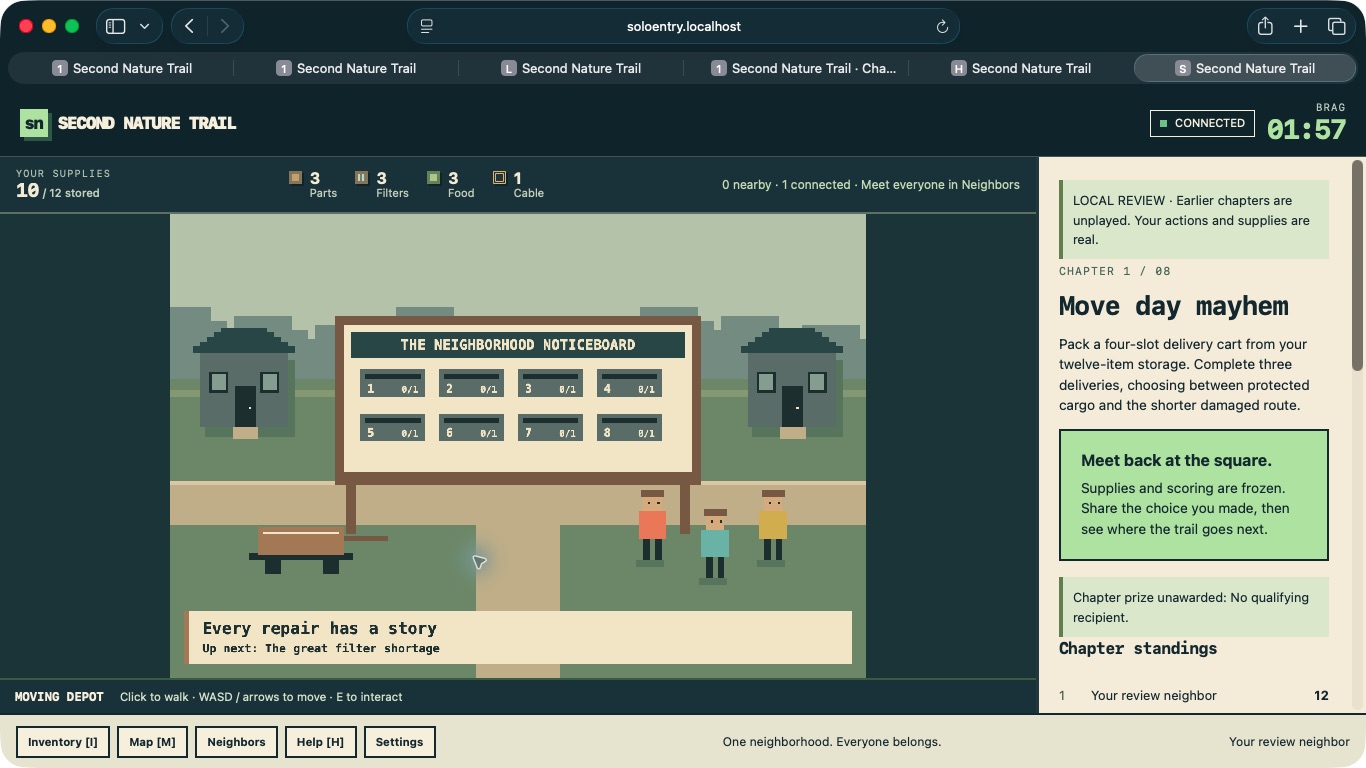 soloentry.localhost
1 Second Nature Trail
1 Second Nature Trail
L Second Nature Trail
1 Second Nature Trail · Cha...
H Second Nature Trail
S Second Nature Trail
sn SECOND NATURE TRAIL
CONNECTED
BRAG
01:57
YOUR SUPPLIES
10 / 12 stored
3 Parts
3 Filters
3 Food
1 Cable
0 nearby · 1 connected · Meet everyone in Neighbors
THE NEIGHBORHOOD NOTICEBOARD
1 0/1
2 0/1
3 0/1
4 0/1
5 0/1
6 0/1
7 0/1
8 0/1
Every repair has a story
Up next: The great filter shortage
MOVING DEPOT Click to walk · WASD / arrows to move · E to interact
LOCAL REVIEW · Earlier chapters are
unplayed. Your actions and supplies are
real.
CHAPTER 1 / 08
Move day mayhem
Pack a four-slot delivery cart from your
twelve-item storage. Complete three
deliveries, choosing between protected
cargo and the shorter damaged route.
Meet back at the square.
Supplies and scoring are frozen.
Share the choice you made, then
see where the trail goes next.
Chapter prize unawarded: No qualifying
recipient.
Chapter standings
1 Your review neighbor 12
Inventory [I]
Map [M]
Neighbors
Help [H]
Settings
One neighborhood. Everyone belongs.
Your review neighbor